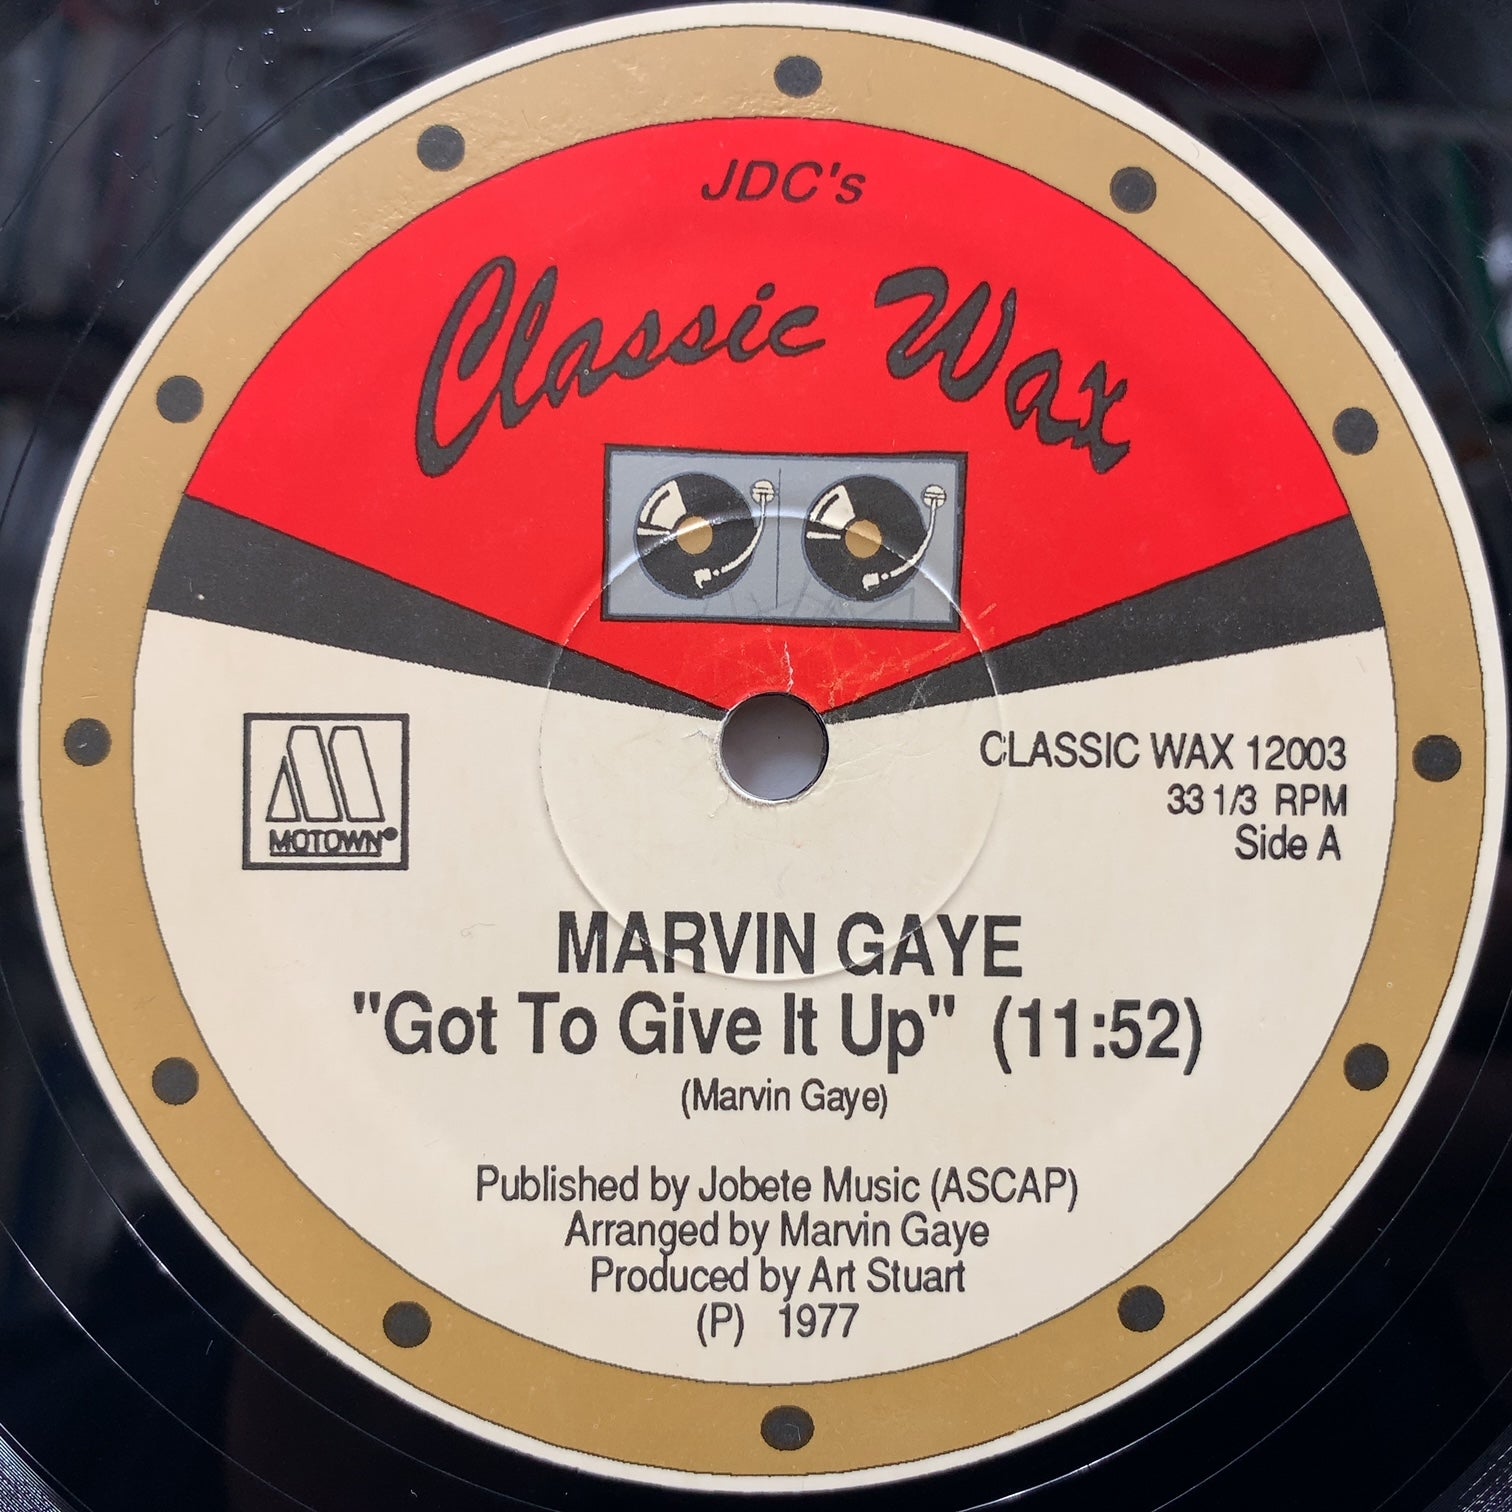 JDC's
Classic Wax
MOTOWN®
CLASSIC WAX 12003
33 1/3 RPM
Side A
MARVIN GAYE
"Got To Give It Up" (11:52)
(Marvin Gaye)
Published by Jobete Music (ASCAP)
Arranged by Marvin Gaye
Produced by Art Stuart
(P) 1977